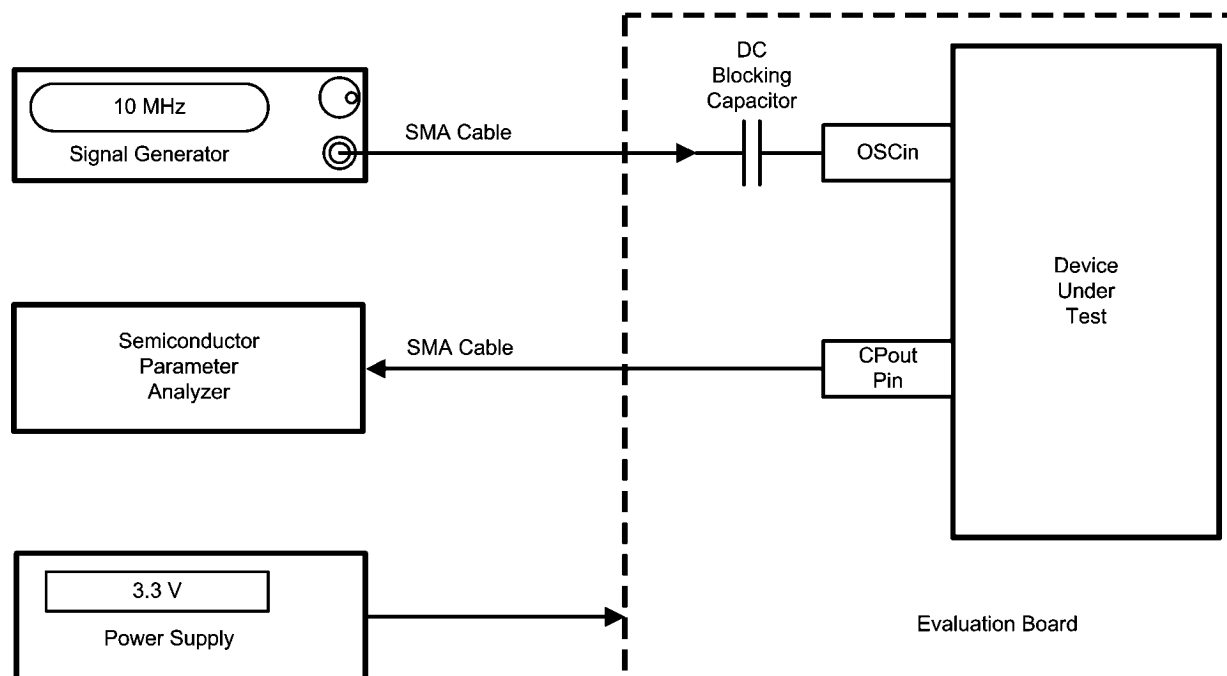 DC
Blocking
Capacitor
10 MHz
Signal Generator
SMA Cable
OSCin
Device
Under
Test
Semiconductor
Parameter
Analyzer
SMA Cable
CPout
Pin
3.3 V
Power Supply
Evaluation Board